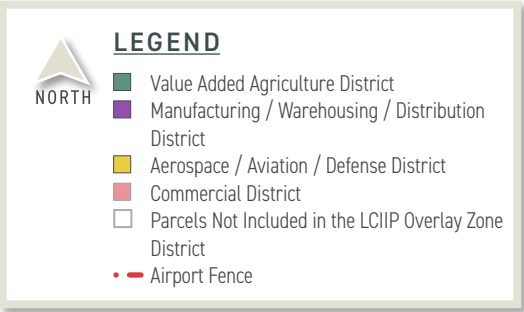 LEGEND
NORTH
Value Added Agriculture District
Manufacturing / Warehousing / Distribution
District
Aerospace / Aviation / Defense District
Commercial District
Parcels Not Included in the LCIIP Overlay Zone
District
Airport Fence